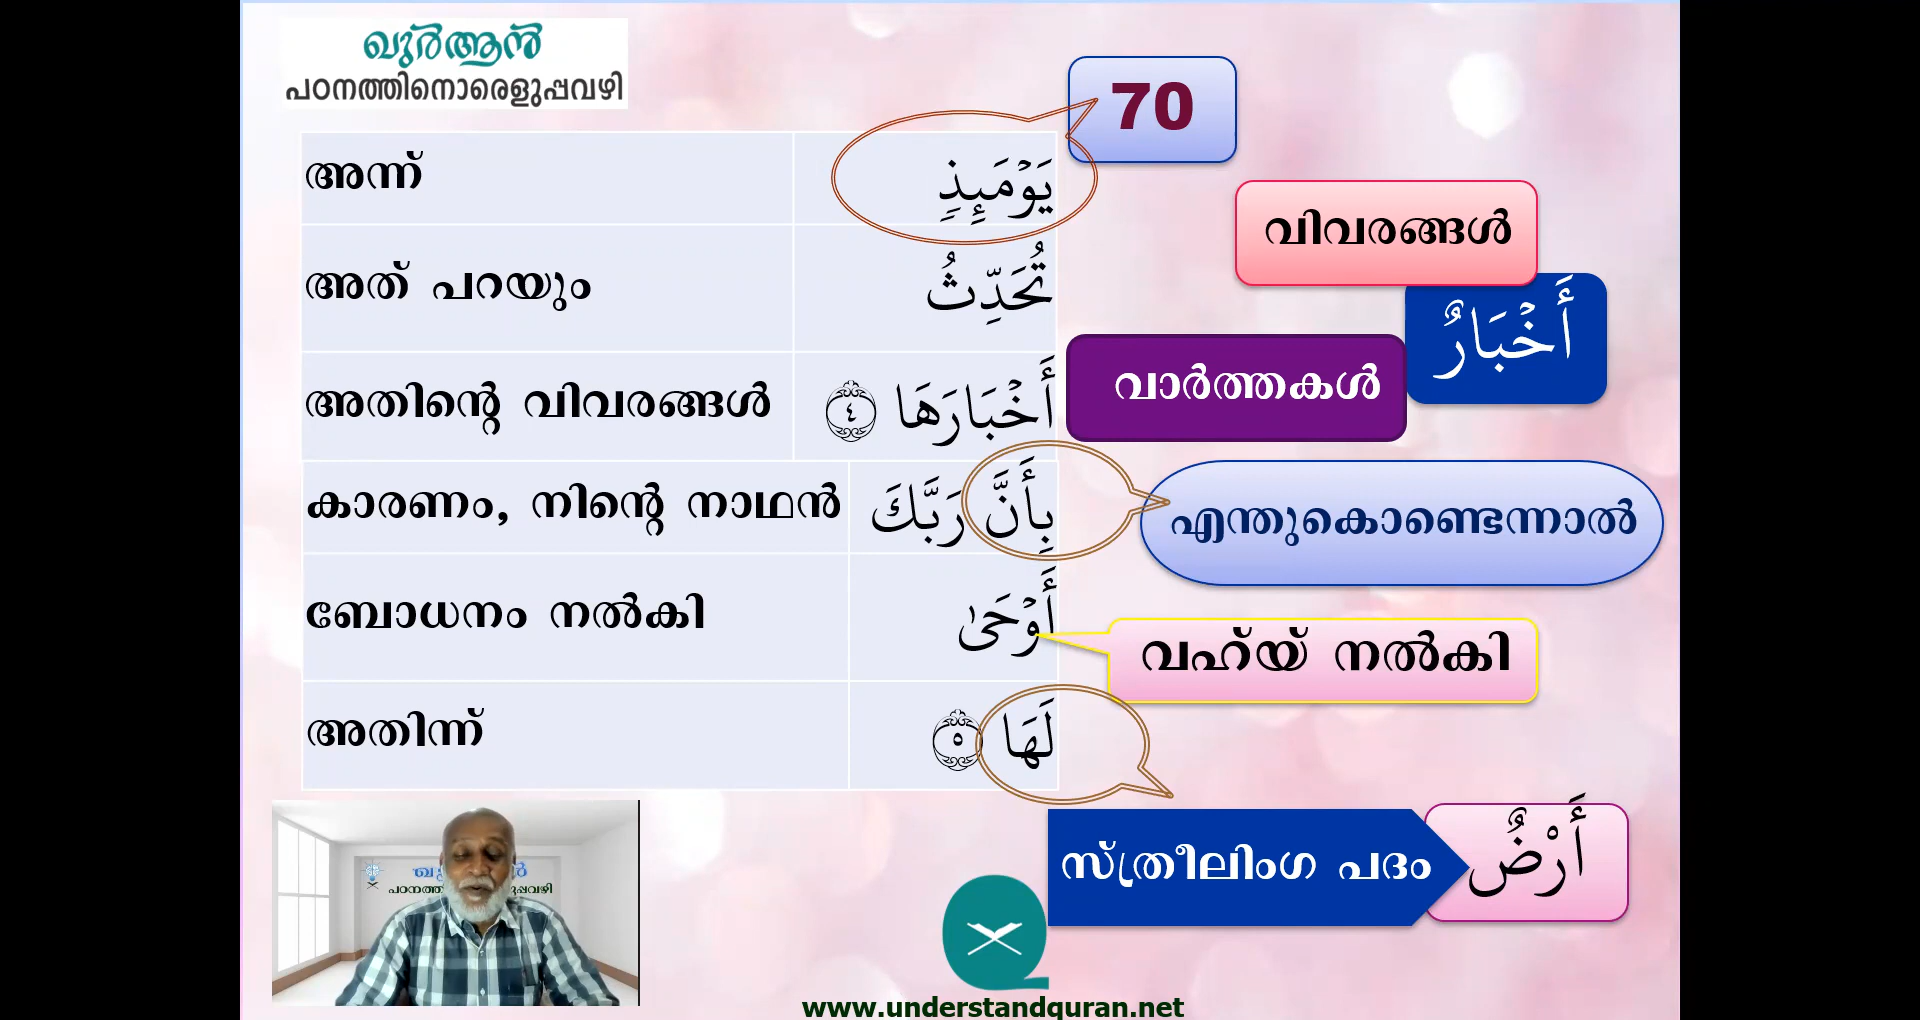 ഖുർആൻ
പഠനത്തിനൊരെളുപ്പവഴി
70
അന്ന് يَوْمَئِذٍ
വിവരങ്ങൾ
അത് പറയും تُحَدِّثُ
أَخْبَارٌ
വാർത്തകൾ
അതിന്റെ വിവരങ്ങൾ أَخْبَارَهَا ٤
കാരണം, നിന്റെ നാഥൻ بِأَنَّ رَبَّكَ
എന്തുകൊണ്ടെന്നാൽ
ബോധനം നൽകി أَوْحَىٰ
വഹ്‌യ് നൽകി
അതിന്ന് لَهَا ٥
സ്ത്രീലിംഗ പദം أَرْضٌ
www.understandquran.net